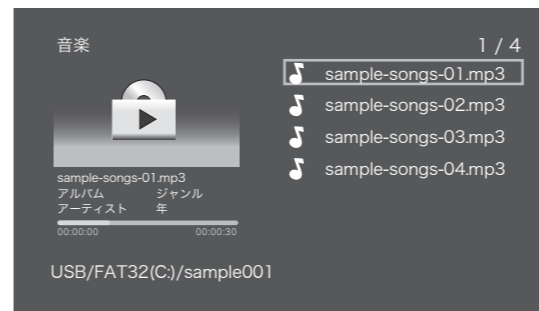 音楽
1 / 4
sample-songs-01.mp3
sample-songs-02.mp3
sample-songs-03.mp3
sample-songs-04.mp3
sample-songs-01.mp3
アルバム ジャンル
アーティスト 年
00:00:00 00:00:30
USB/FAT32(C:)/sample001